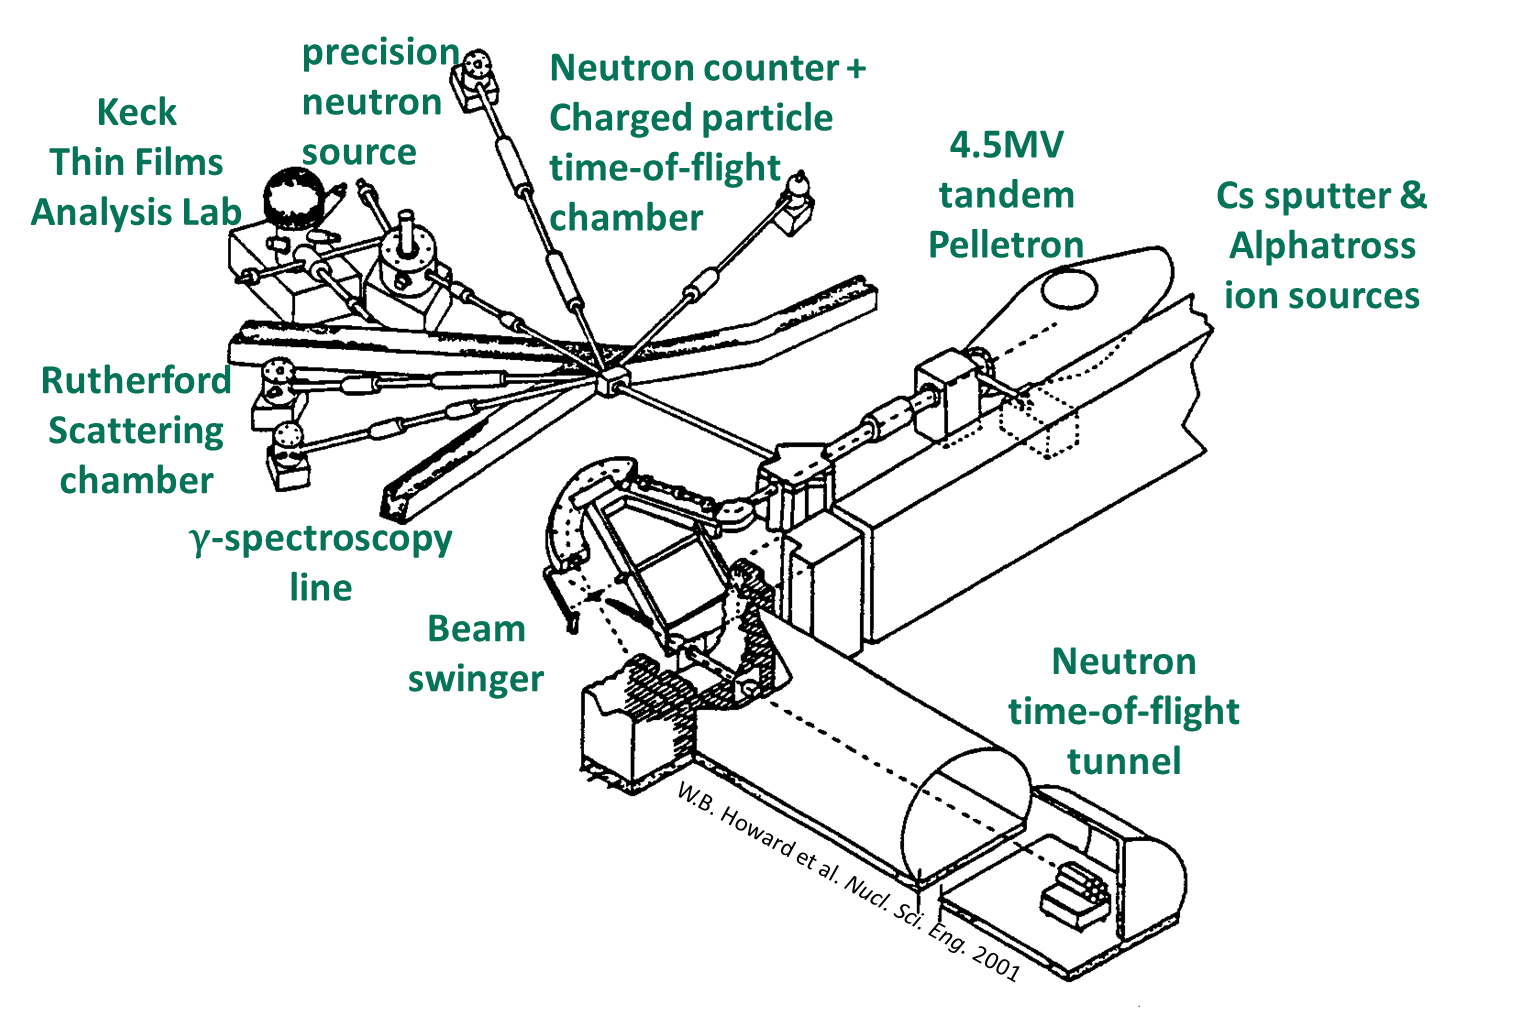 Keck
Thin Films
Analysis Lab
precision
neutron
source
Neutron counter +
Charged particle
time-of-flight
chamber
4.5MV
tandem
Pelletron
Cs sputter &
Alphatross
ion sources
Rutherford
Scattering
chamber
γ-spectroscopy
line
Beam
swinger
Neutron
time-of-flight
tunnel
W.B. Howard et al. Nucl. Sci. Eng. 2001